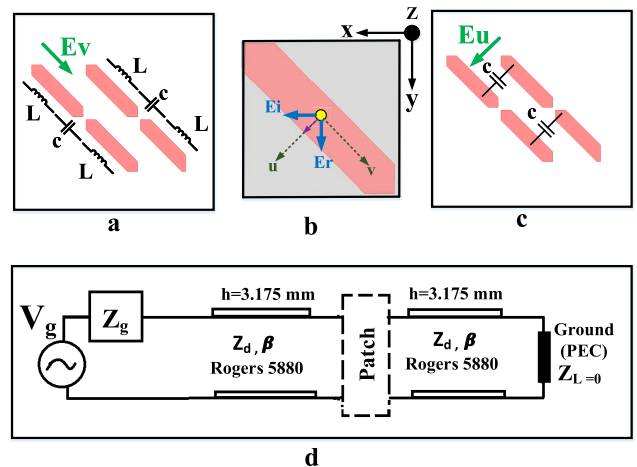 Ev
L
c
L
L
c
L
a
z
x
y
Ei
Er
u
v
b
Eu
c
c
c
h=3.175 mm
h=3.175 mm
Vg
Zg
Zd , β
Rogers 5880
Patch
Zd , β
Rogers 5880
Ground
(PEC)
ZL =0
d